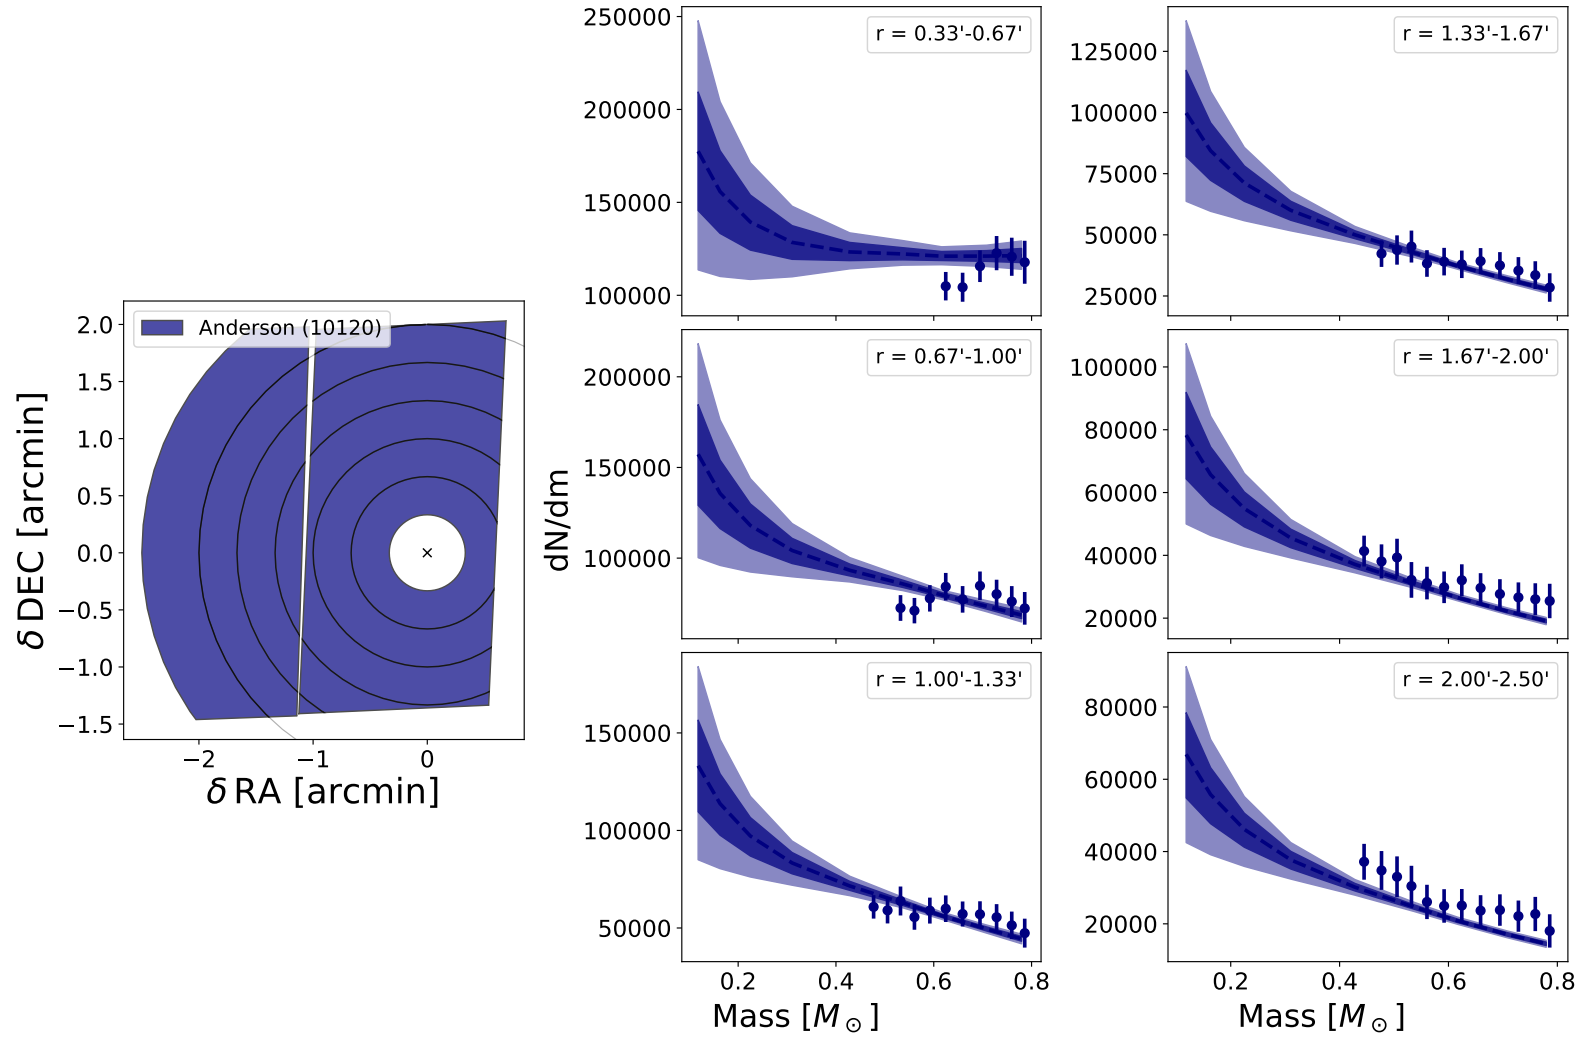 Anderson (10120)
2.0
1.5
1.0
0.5
0.0
−0.5
−1.0
−1.5
−2 −1 0
δ RA [arcmin]
δ DEC [arcmin]
dN/dm
r = 0.33'-0.67'
250000
200000
150000
100000
r = 0.67'-1.00'
200000
150000
100000
r = 1.00'-1.33'
150000
100000
50000
0.2 0.4 0.6 0.8
Mass [M⊙]
r = 1.33'-1.67'
125000
100000
75000
50000
25000
r = 1.67'-2.00'
100000
80000
60000
40000
20000
r = 2.00'-2.50'
80000
60000
40000
20000
0.2 0.4 0.6 0.8
Mass [M⊙]